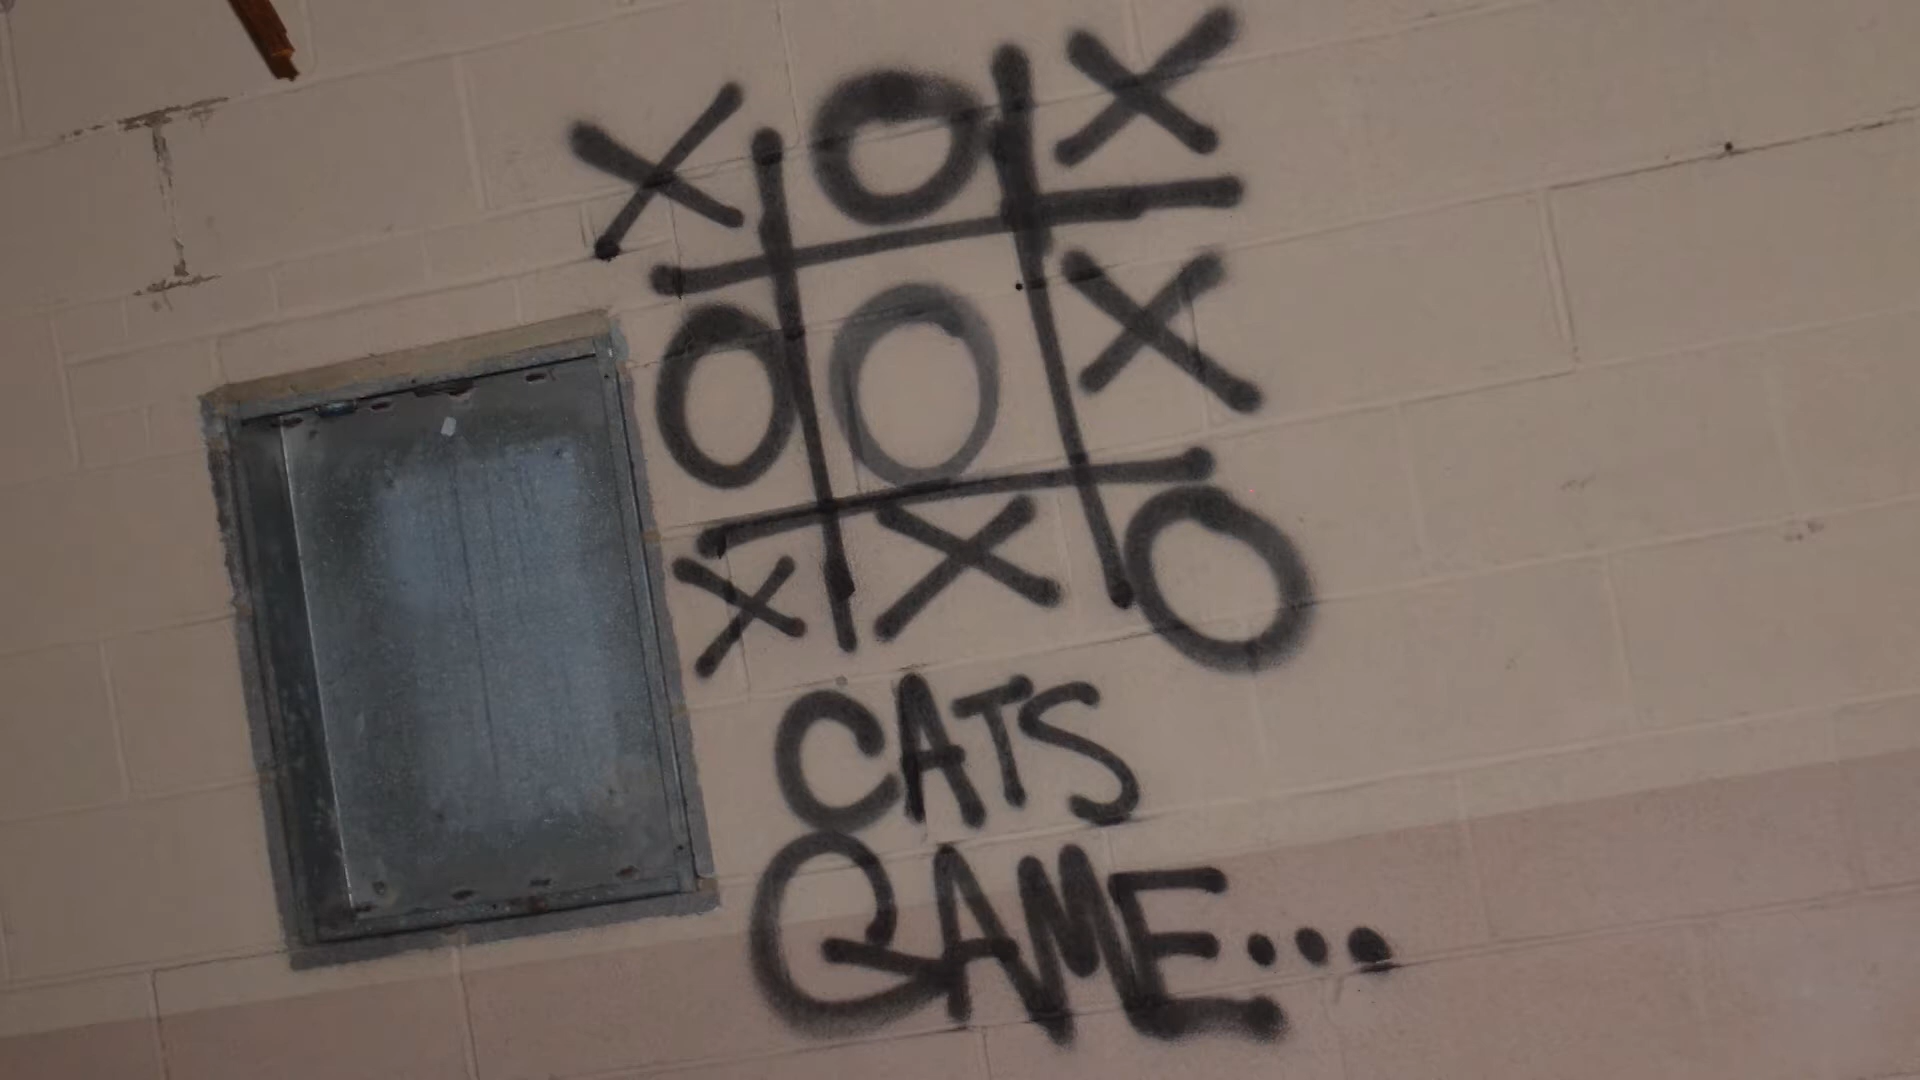 X O X
O O X
X X O
CATS
GAME...